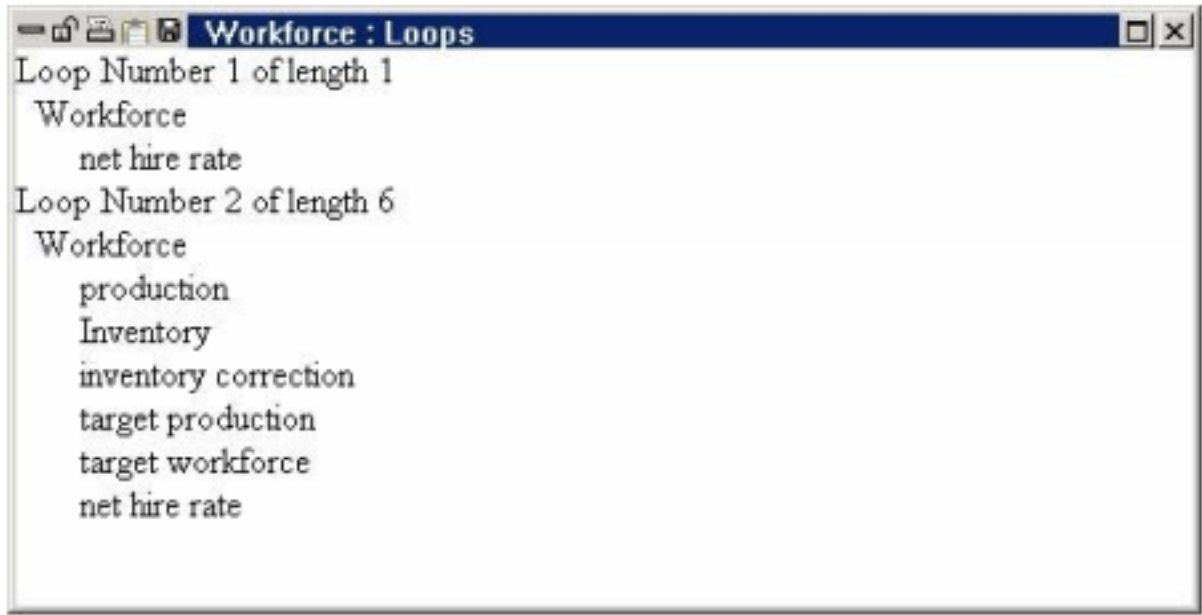 Workforce : Loops
Loop Number 1 of length 1
Workforce
net hire rate
Loop Number 2 of length 6
Workforce
production
Inventory
inventory correction
target production
target workforce
net hire rate